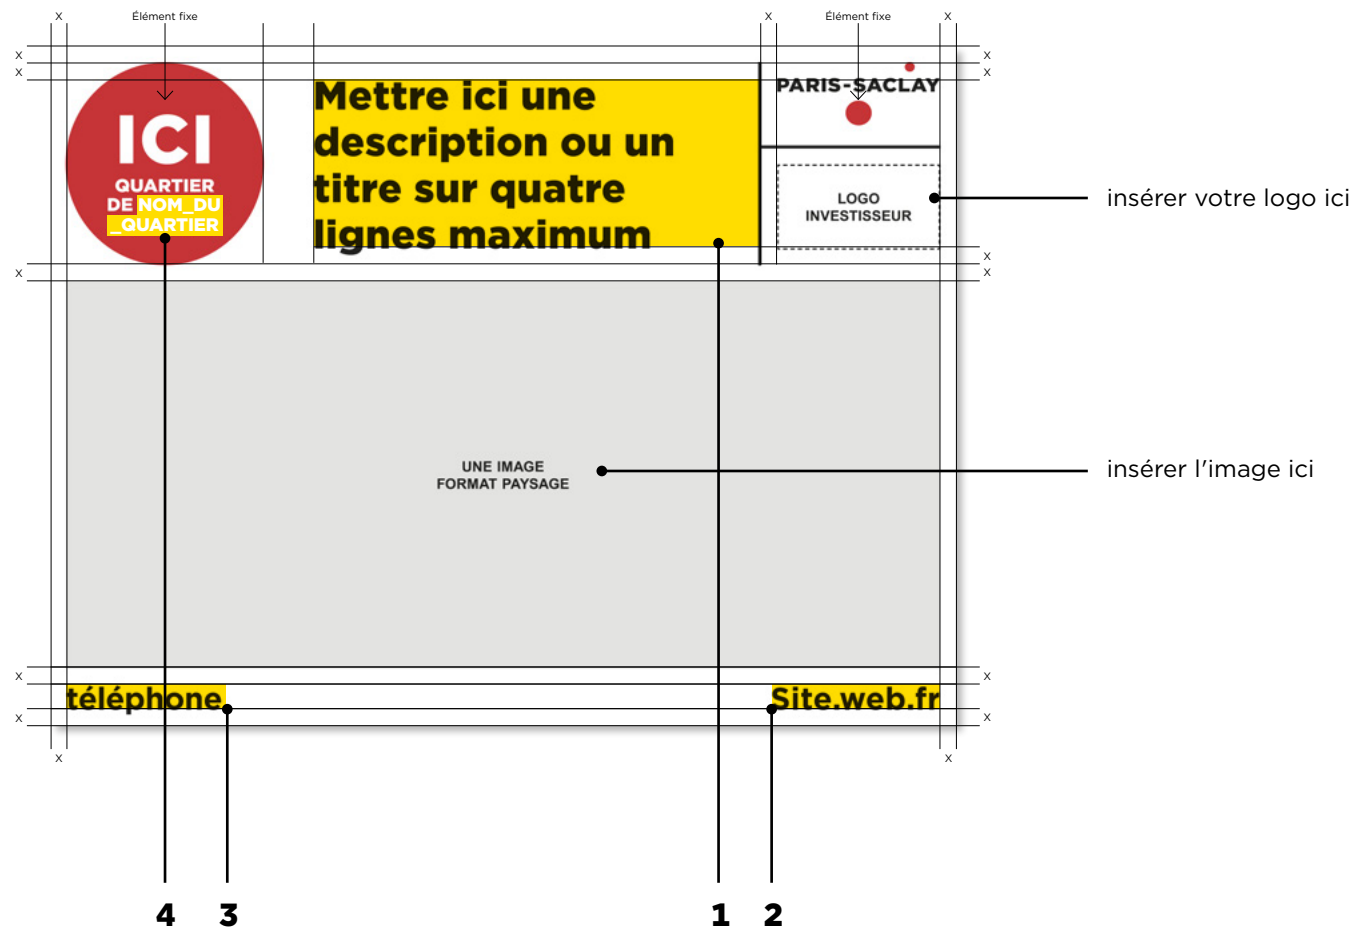 X
Élément fixe
X
Élément fixe
X
X
X
X
X
ICI
QUARTIER
DE NOM_DU
_QUARTIER
Mettre ici une
description ou un
titre sur quatre
lignes maximum
PARIS-SACLAY
LOGO
INVESTISSEUR
insérer votre logo ici
X
X
X
UNE IMAGE
FORMAT PAYSAGE
insérer l'image ici
X
X
téléphone
Site.web.fr
X
X
X
X
4
3
1
2